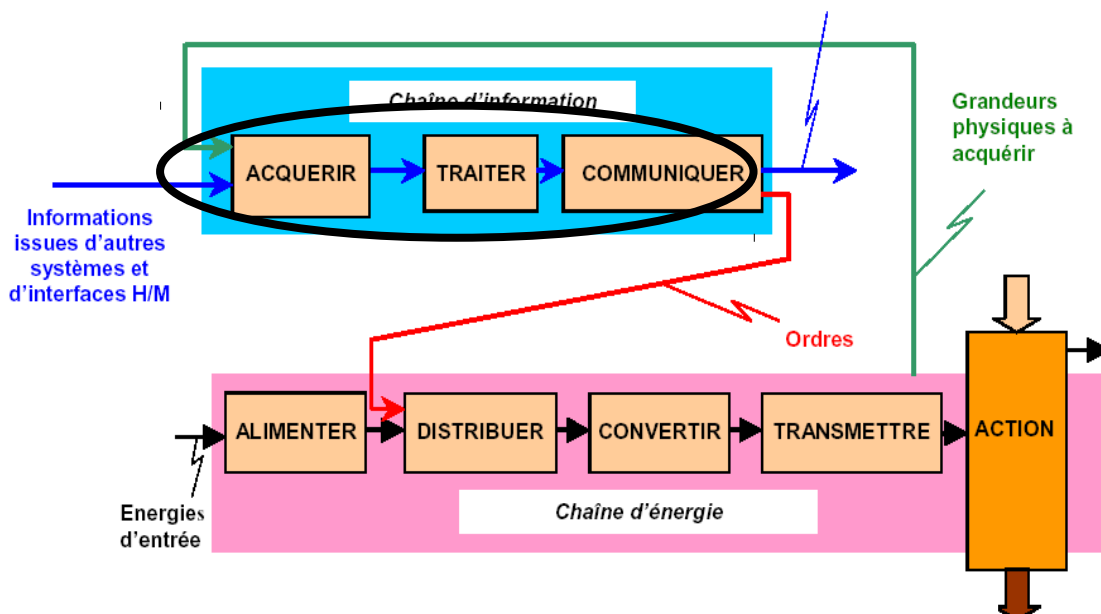 Chaîne d'information
ACQUERIR
TRAITER
COMMUNIQUER
Grandeurs
physiques à
acquérir
Informations
issues d'autres
systèmes et
d'interfaces H/M
Ordres
ALIMENTER
DISTRIBUER
CONVERTIR
TRANSMETTRE
ACTION
Energies
d'entrée
Chaîne d'énergie